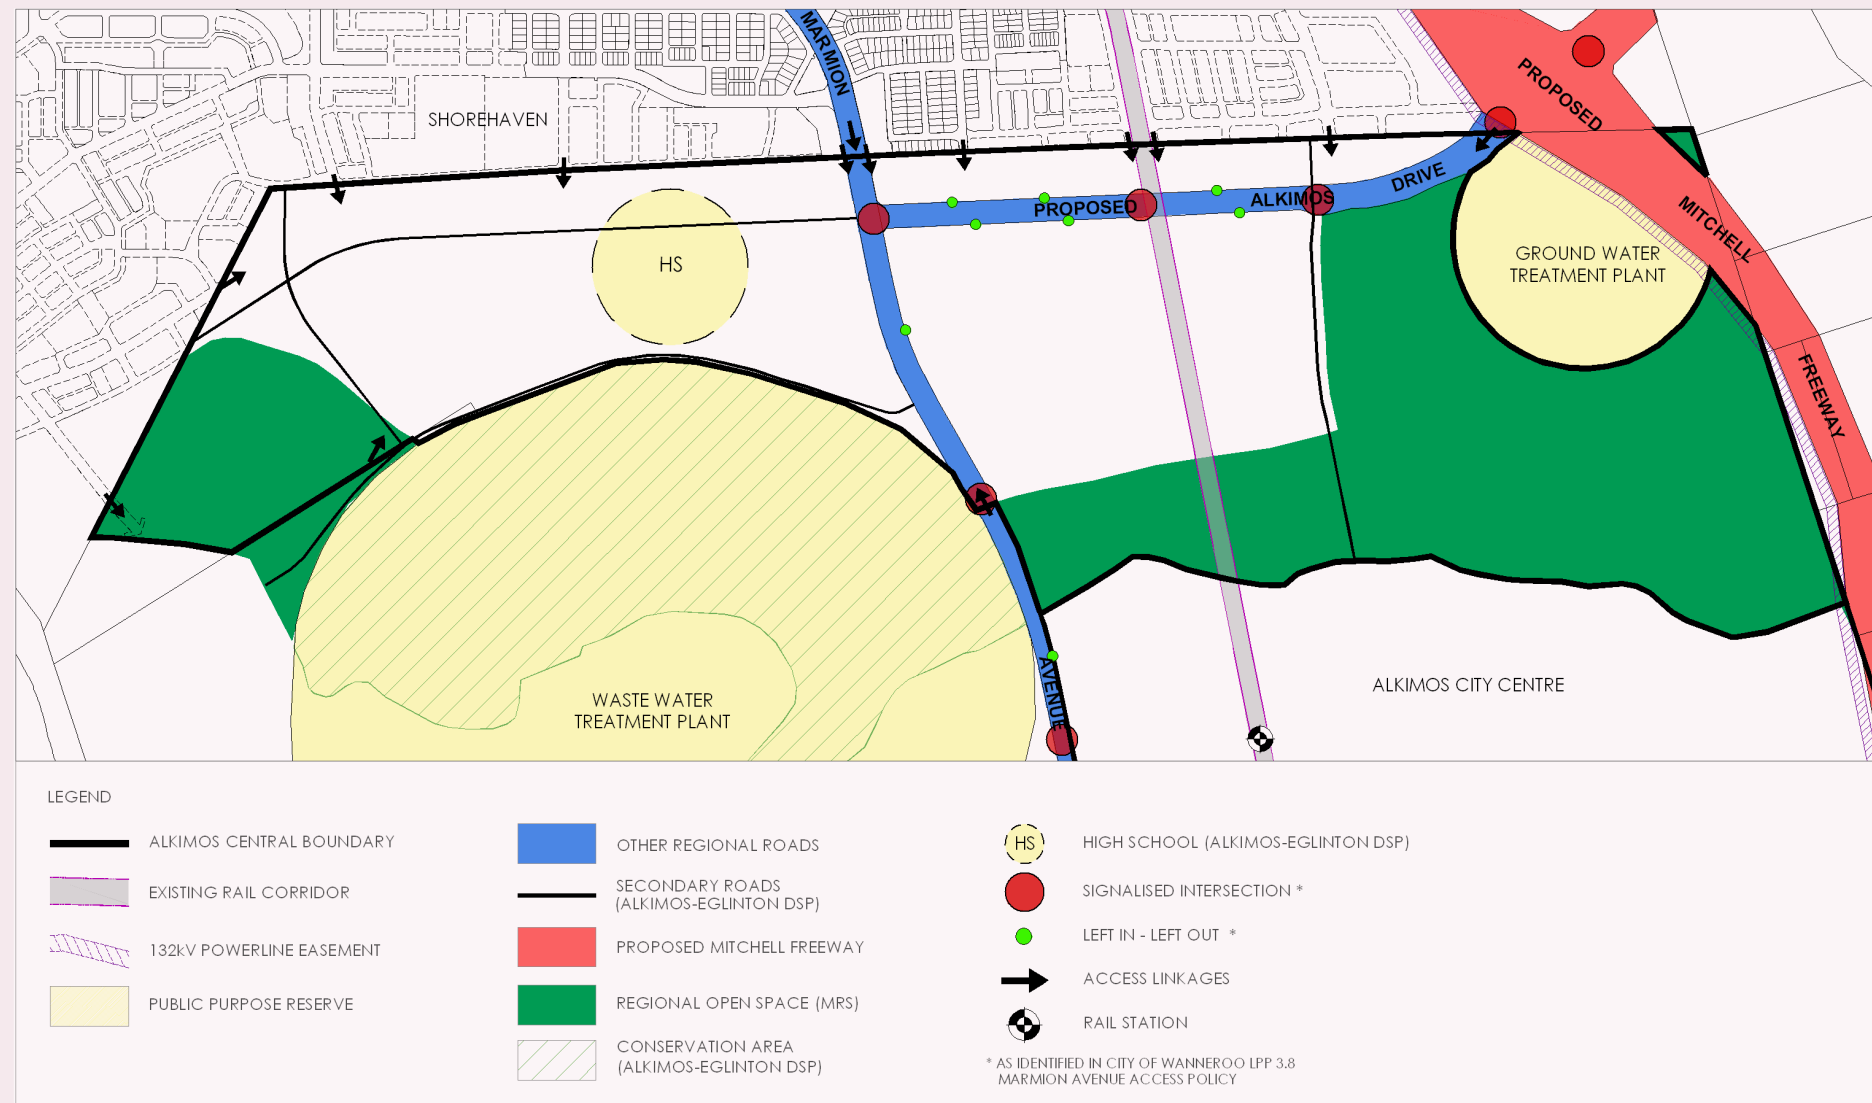 MARMION
PROPOSED
SHOREHAVEN
PROPOSED
ALKIMOS
DRIVE
MITCHELL
HS
GROUND WATER
TREATMENT PLANT
FREEWAY
WASTE WATER
TREATMENT PLANT
AVENUE
ALKIMOS CITY CENTRE
LEGEND
ALKIMOS CENTRAL BOUNDARY
EXISTING RAIL CORRIDOR
132kV POWERLINE EASEMENT
PUBLIC PURPOSE RESERVE
OTHER REGIONAL ROADS
SECONDARY ROADS
(ALKIMOS-EGLINTON DSP)
PROPOSED MITCHELL FREEWAY
REGIONAL OPEN SPACE (MRS)
CONSERVATION AREA
(ALKIMOS-EGLINTON DSP)
HS
HIGH SCHOOL (ALKIMOS-EGLINTON DSP)
SIGNALISED INTERSECTION *
LEFT IN - LEFT OUT *
ACCESS LINKAGES
RAIL STATION
* AS IDENTIFIED IN CITY OF WANNEROO LPP 3.8
MARMION AVENUE ACCESS POLICY